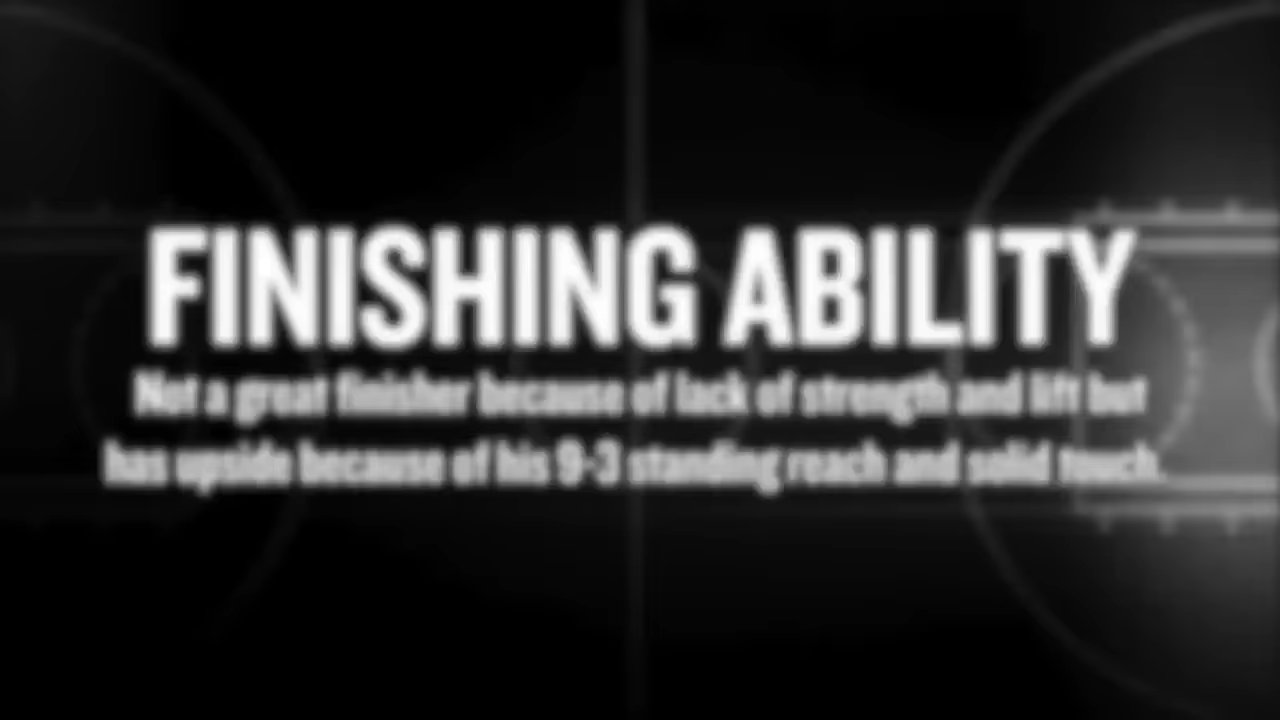 FINISHING ABILITY
Not a great finisher because of lack of strength and lift but
has upside because of his 9-3 standing reach and solid touch.